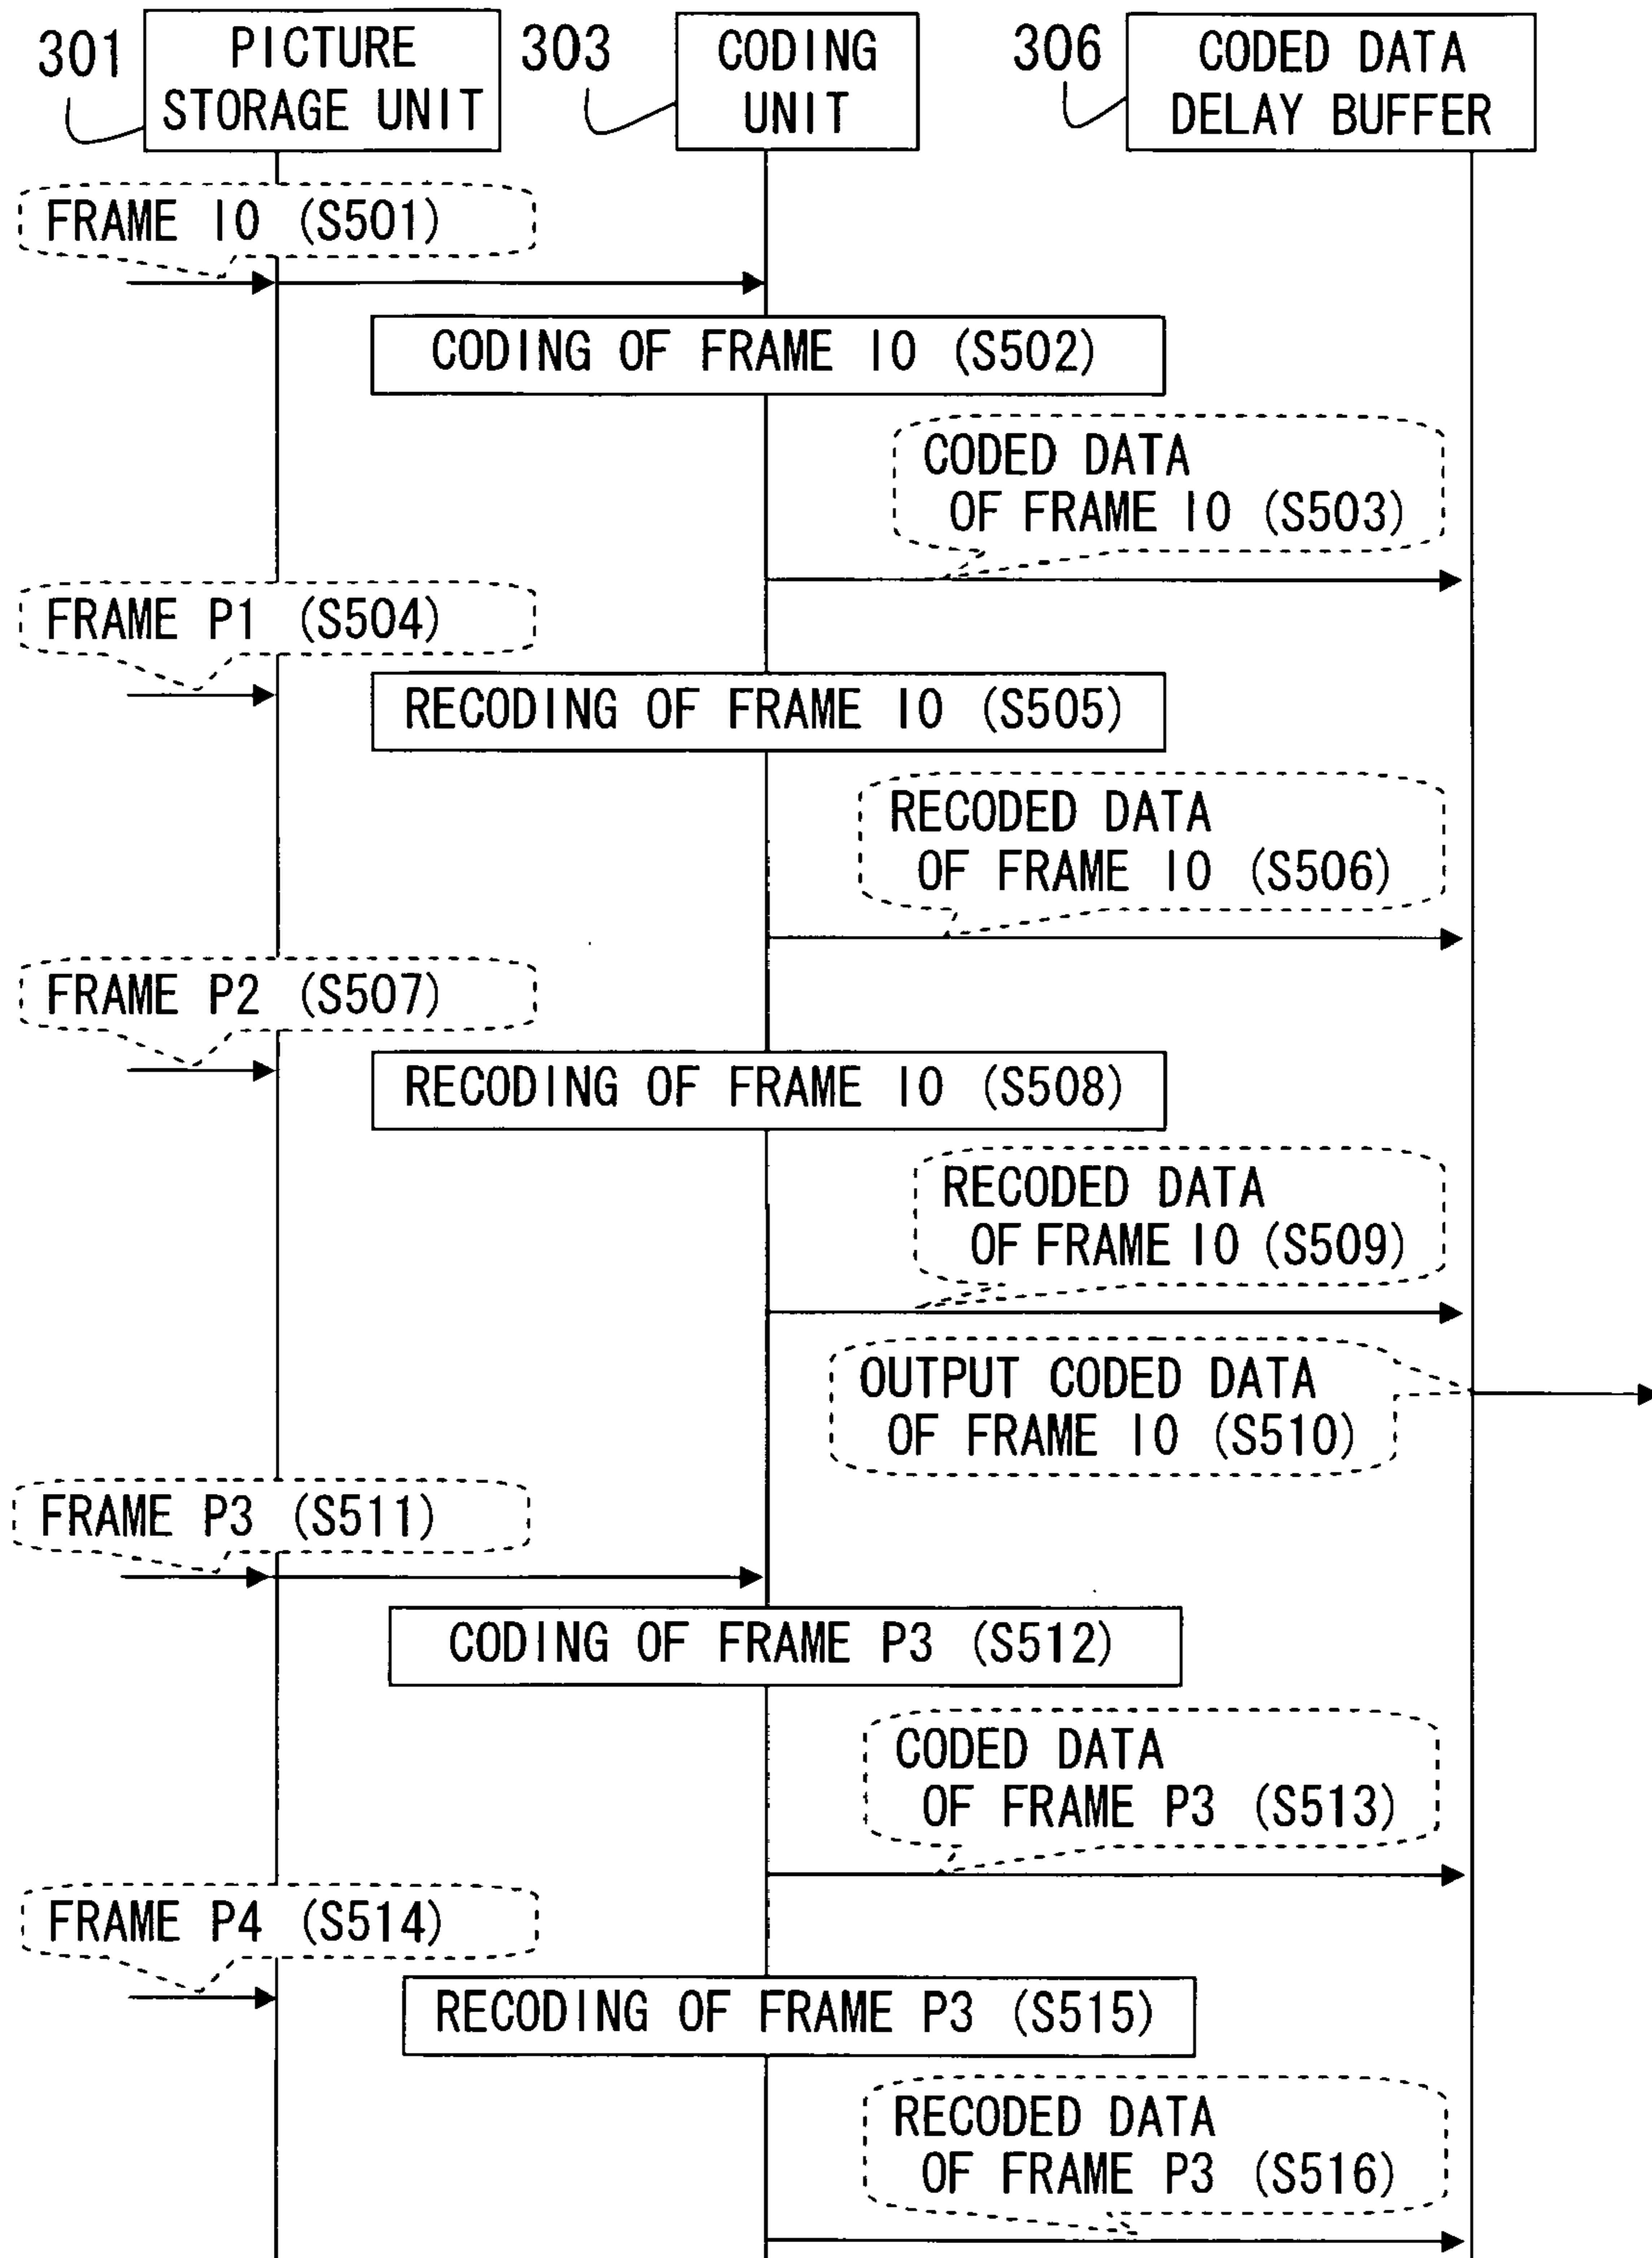 301
PICTURE
STORAGE UNIT
303
CODING
UNIT
306
CODED DATA
DELAY BUFFER
FRAME I0 (S501)
CODING OF FRAME I0 (S502)
CODED DATA
OF FRAME I0 (S503)
FRAME P1 (S504)
RECODING OF FRAME I0 (S505)
RECODED DATA
OF FRAME I0 (S506)
FRAME P2 (S507)
RECODING OF FRAME I0 (S508)
RECODED DATA
OF FRAME I0 (S509)
OUTPUT CODED DATA
OF FRAME I0 (S510)
FRAME P3 (S511)
CODING OF FRAME P3 (S512)
CODED DATA
OF FRAME P3 (S513)
FRAME P4 (S514)
RECODING OF FRAME P3 (S515)
RECODED DATA
OF FRAME P3 (S516)